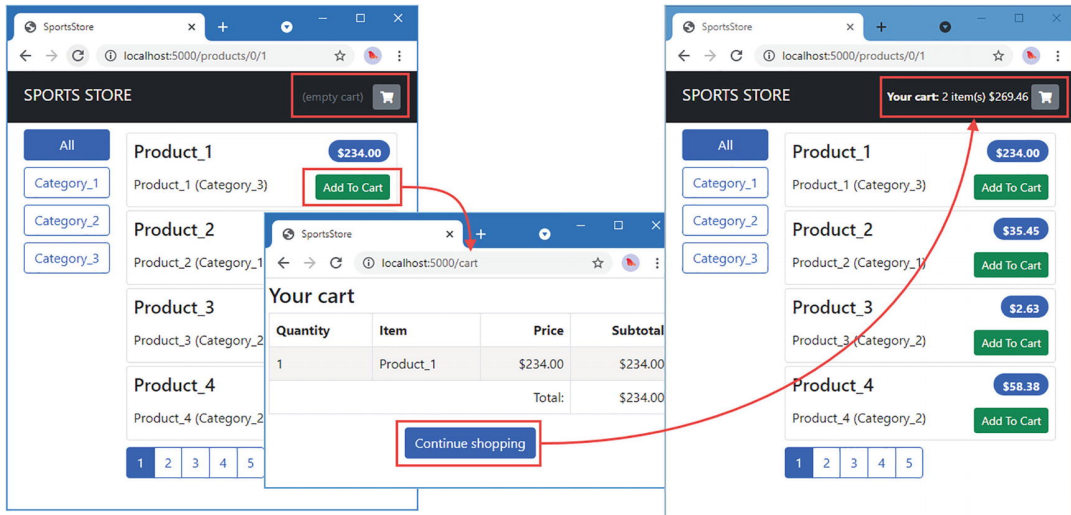 SportsStore
localhost:5000/products/0/1
SPORTS STORE
(empty cart)
All
Category_1
Category_2
Category_3
Product_1
$234.00
Product_1 (Category_3)
Add To Cart
Product_2
Product_2 (Category_1
Product_3
Product_3 (Category_2
Product_4
Product_4 (Category_2
1 2 3 4 5
SportsStore
localhost:5000/cart
Your cart
Quantity Item Price Subtotal
1 Product_1 $234.00 $234.00
Total: $234.00
Continue shopping
SportsStore
localhost:5000/products/0/1
SPORTS STORE
Your cart: 2 item(s) $269.46
All
Category_1
Category_2
Category_3
Product_1
$234.00
Product_1 (Category_3)
Add To Cart
Product_2
$35.45
Product_2 (Category_1)
Add To Cart
Product_3
$2.63
Product_3 (Category_2)
Add To Cart
Product_4
$58.38
Product_4 (Category_2)
Add To Cart
1 2 3 4 5